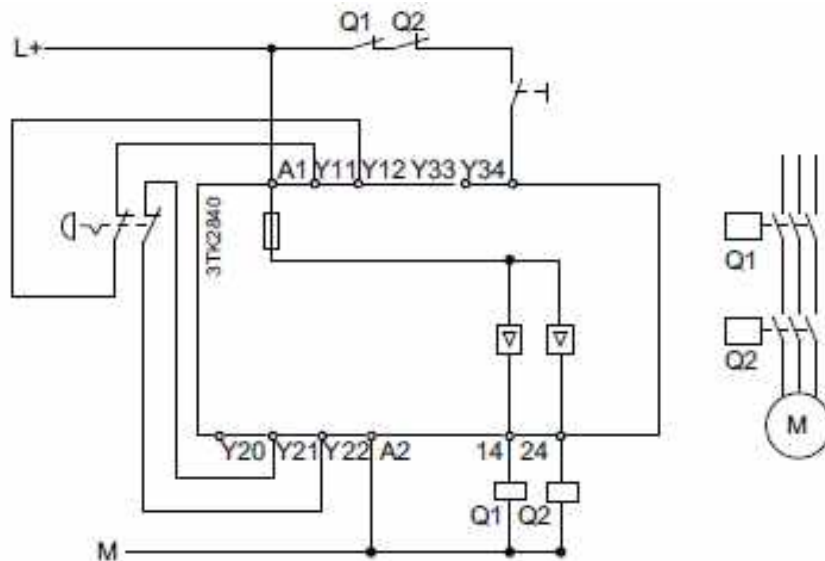 Q1 Q2
L+
A1 Y11 Y12 Y33 Y34
3TK2840
Q1
Q2
M
Y20 Y21 Y22 A2 14 24
Q1 Q2
M